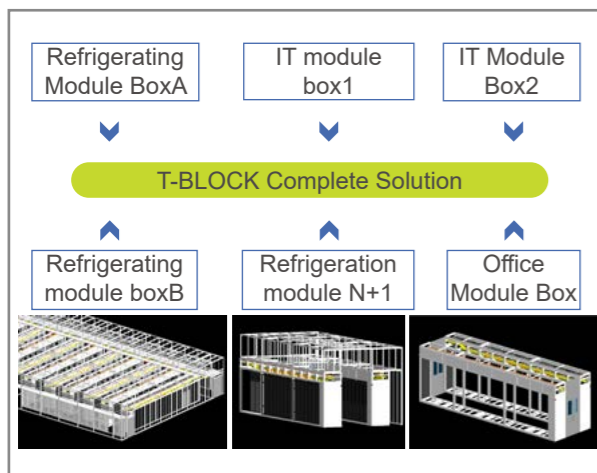 Refrigerating
Module BoxA
IT module
box1
IT Module
Box2
T-BLOCK Complete Solution
Refrigerating
module boxB
Refrigeration
module N+1
Office
Module Box